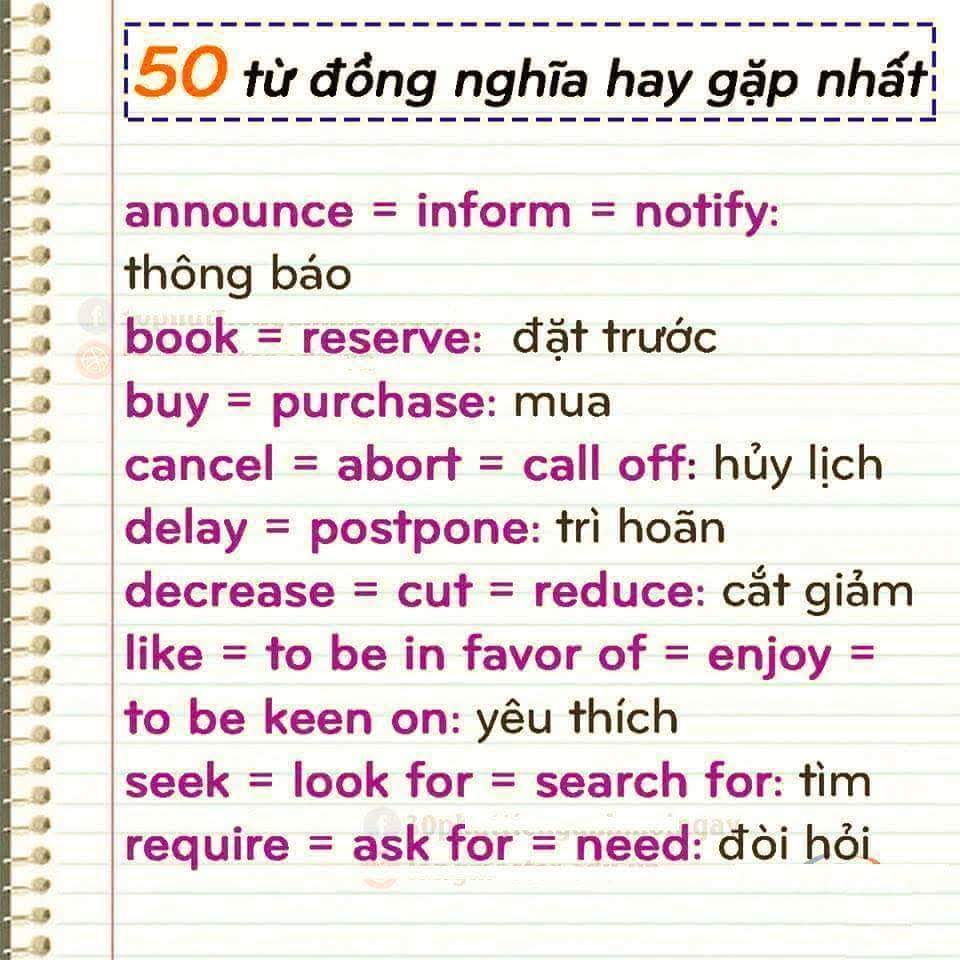 50 từ đồng nghĩa hay gặp nhất
announce = inform = notify:
thông báo
book = reserve: đặt trước
buy = purchase: mua
cancel = abort = call off: hủy lịch
delay = postpone: trì hoãn
decrease = cut = reduce: cắt giảm
like = to be in favor of = enjoy =
to be keen on: yêu thích
seek = look for = search for: tìm
require = ask for = need: đòi hỏi